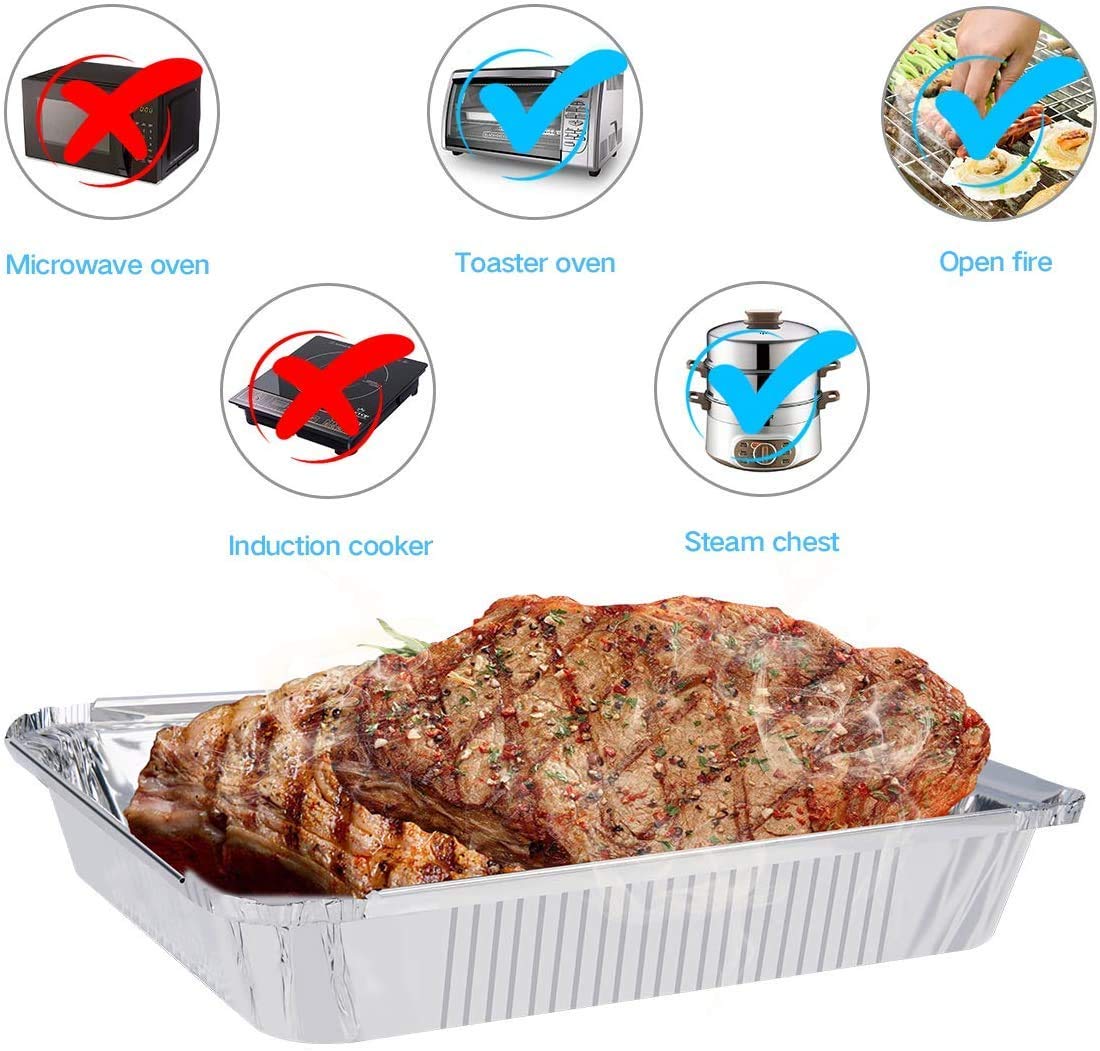 Microwave oven
Toaster oven
Open fire
Induction cooker
Steam chest